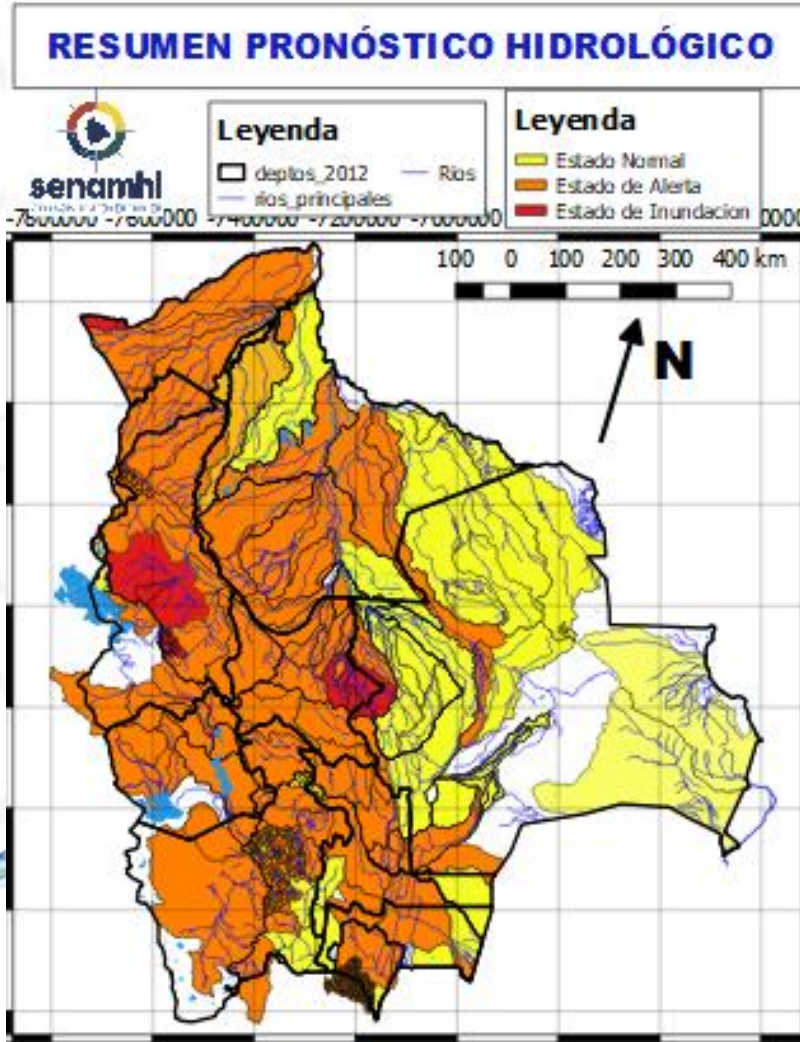 RESUMEN PRONÓSTICO HIDROLÓGICO
senamhi
Leyenda
deptos_2012
Rios
rios_principales
Leyenda
Estado Normal
Estado de Alerta
Estado de Inundacion
-7800000 -7600000 -7400000 -7200000 -7000000
100 0 100 200 300 400 km
N